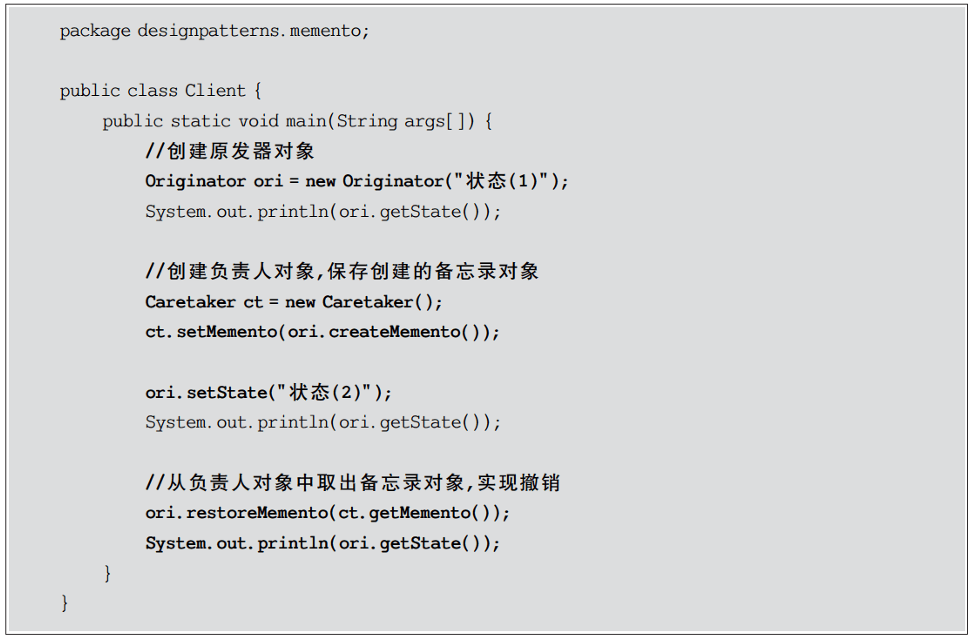 package designpatterns.memento;
public class Client {
public static void main(String args[]) {
//创建原发器对象
Originator ori = new Originator("状态(1)");
System.out.println(ori.getState());
//创建负责人对象,保存创建的备忘录对象
Caretaker ct = new Caretaker();
ct.setMemento(ori.createMemento());
ori.setState("状态(2)");
System.out.println(ori.getState());
//从负责人对象中取出备忘录对象,实现撤销
ori.restoreMemento(ct.getMemento());
System.out.println(ori.getState());
}
}